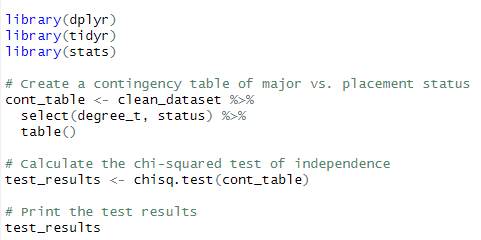 library(dplyr)
library(tidyr)
library(stats)
# Create a contingency table of major vs. placement status
cont_table <- clean_dataset %>%
  select(degree_t, status) %>%
  table()
# Calculate the chi-squared test of independence
test_results <- chisq.test(cont_table)
# Print the test results
test_results